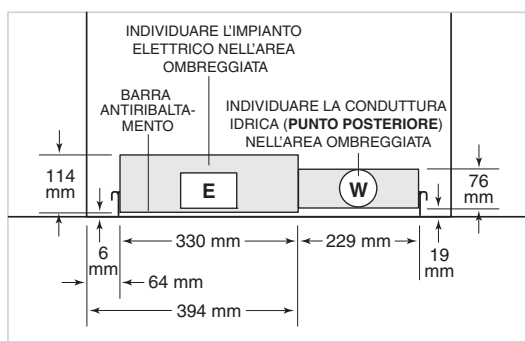 INDIVIDUARE L'IMPIANTO
ELETTRICO NELL'AREA
OMBREGGIATA
BARRA
ANTIRIBALTA-
MENTO
INDIVIDUARE LA CONDUTTURA
IDRICA (PUNTO POSTERIORE)
NELL'AREA OMBREGGIATA
114
mm
E
W
76
mm
6
mm
330 mm
229 mm
19
mm
64 mm
394 mm